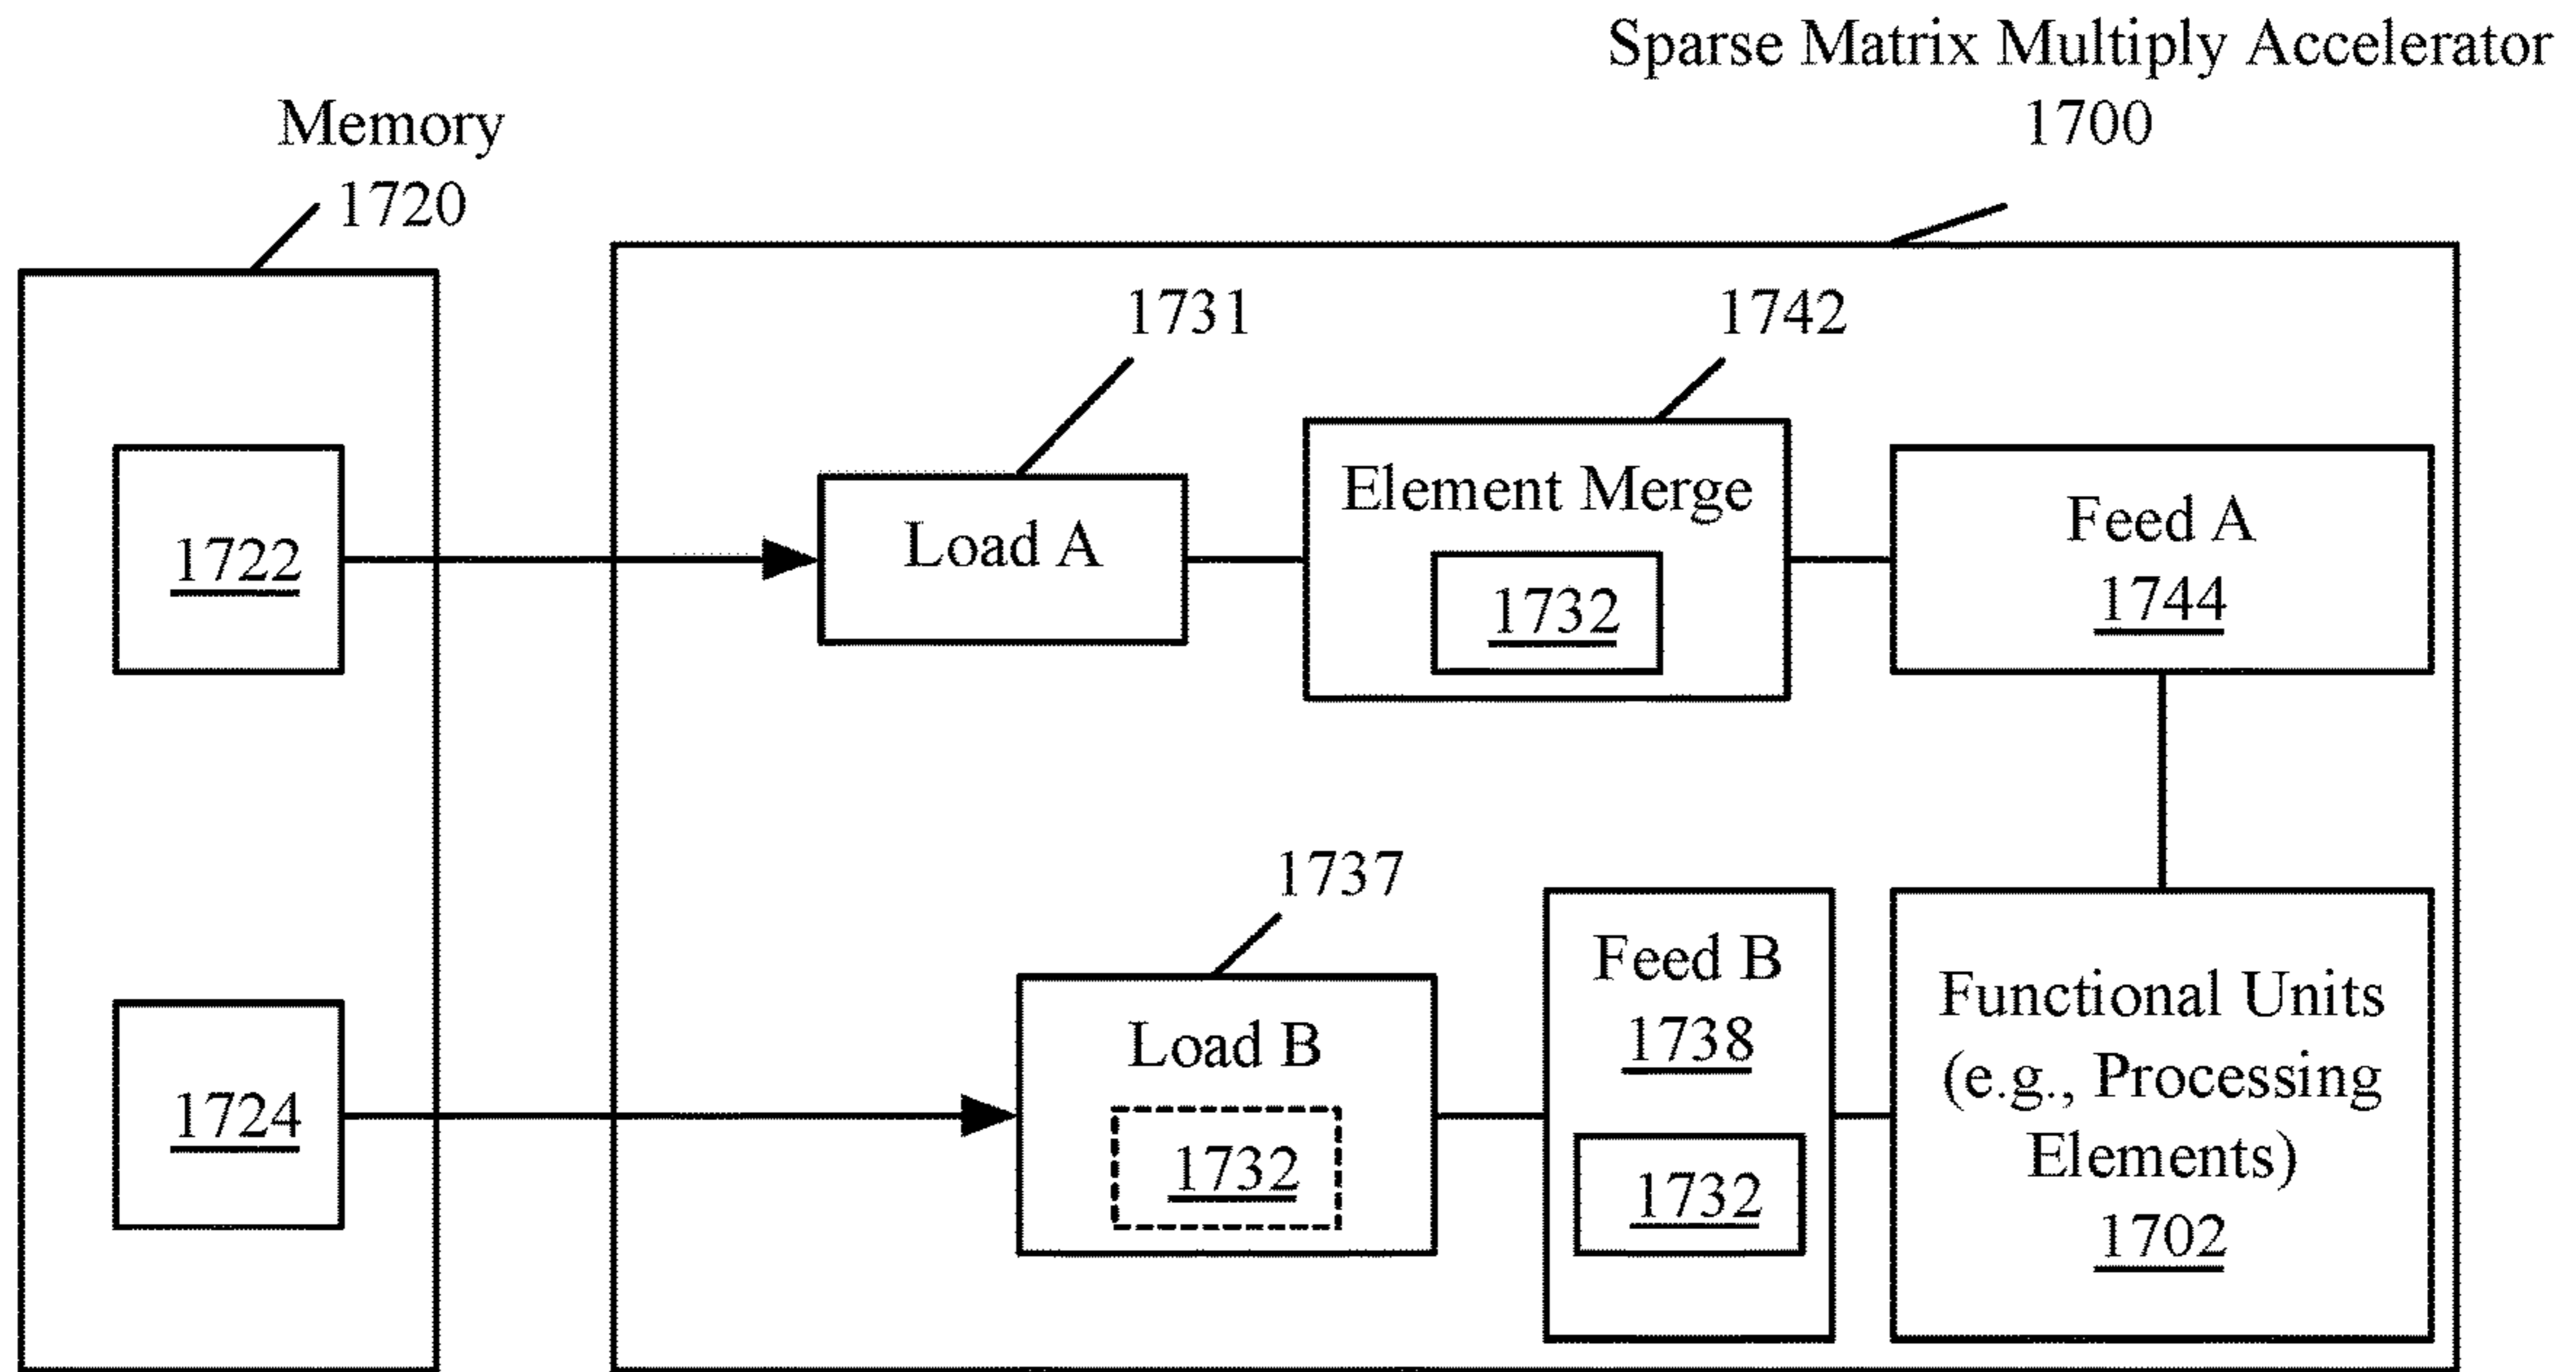 Sparse Matrix Multiply Accelerator
1700
Memory
1720
1731
1742
1722
Load A
Element Merge
1732
Feed A
1744
1737
1724
Load B
1732
Feed B
1738
1732
Functional Units
(e.g., Processing
Elements)
1702